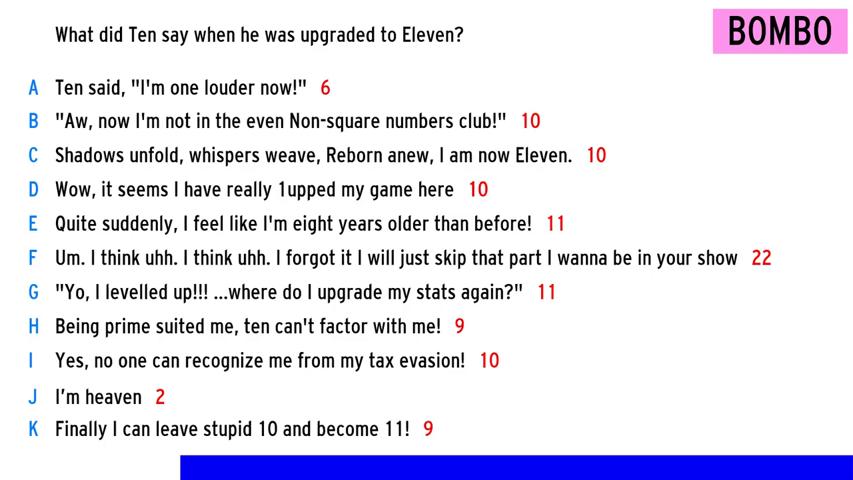 What did Ten say when he was upgraded to Eleven?
BOMBO
A Ten said, "I'm one louder now!" 6
B "Aw, now I'm not in the even Non-square numbers club!" 10
C Shadows unfold, whispers weave, Reborn anew, I am now Eleven. 10
D Wow, it seems I have really 1upped my game here 10
E Quite suddenly, I feel like I'm eight years older than before! 11
F Um. I think uhh. I think uhh. I forgot it I will just skip that part I wanna be in your show 22
G "Yo, I levelled up!!! ...where do I upgrade my stats again?" 11
H Being prime suited me, ten can't factor with me! 9
I Yes, no one can recognize me from my tax evasion! 10
J I’m heaven 2
K Finally I can leave stupid 10 and become 11! 9